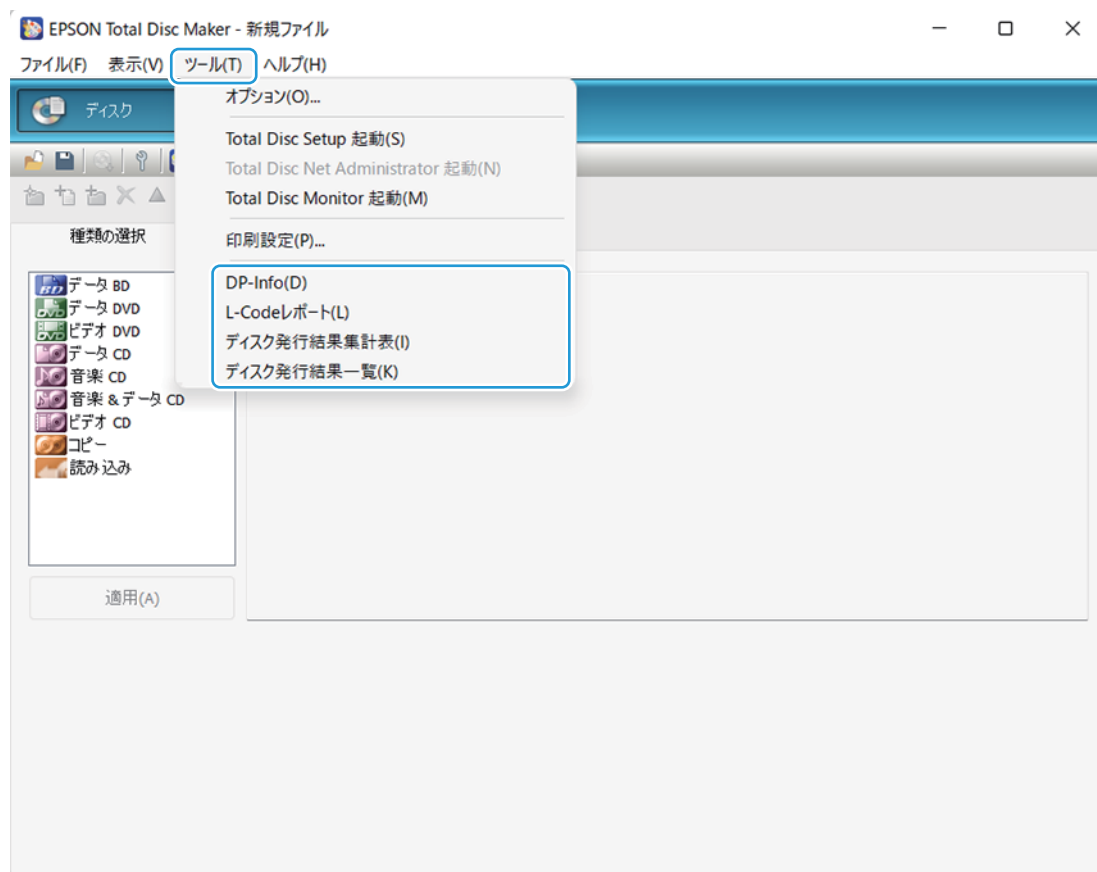 EPSON Total Disc Maker - 新規ファイル
ファイル(F) 表示(V) ツール(T) ヘルプ(H)
ディスク
オプション(O)...
Total Disc Setup 起動(S)
Total Disc Net Administrator 起動(N)
Total Disc Monitor 起動(M)
印刷設定(P)...
DP-Info(D)
L-Codeレポート(L)
ディスク発行結果集計表(I)
ディスク発行結果一覧(K)
種類の選択
データ BD
データ DVD
ビデオ DVD
データ CD
音楽 CD
音楽 & データ CD
ビデオ CD
コピー
読み込み
適用(A)